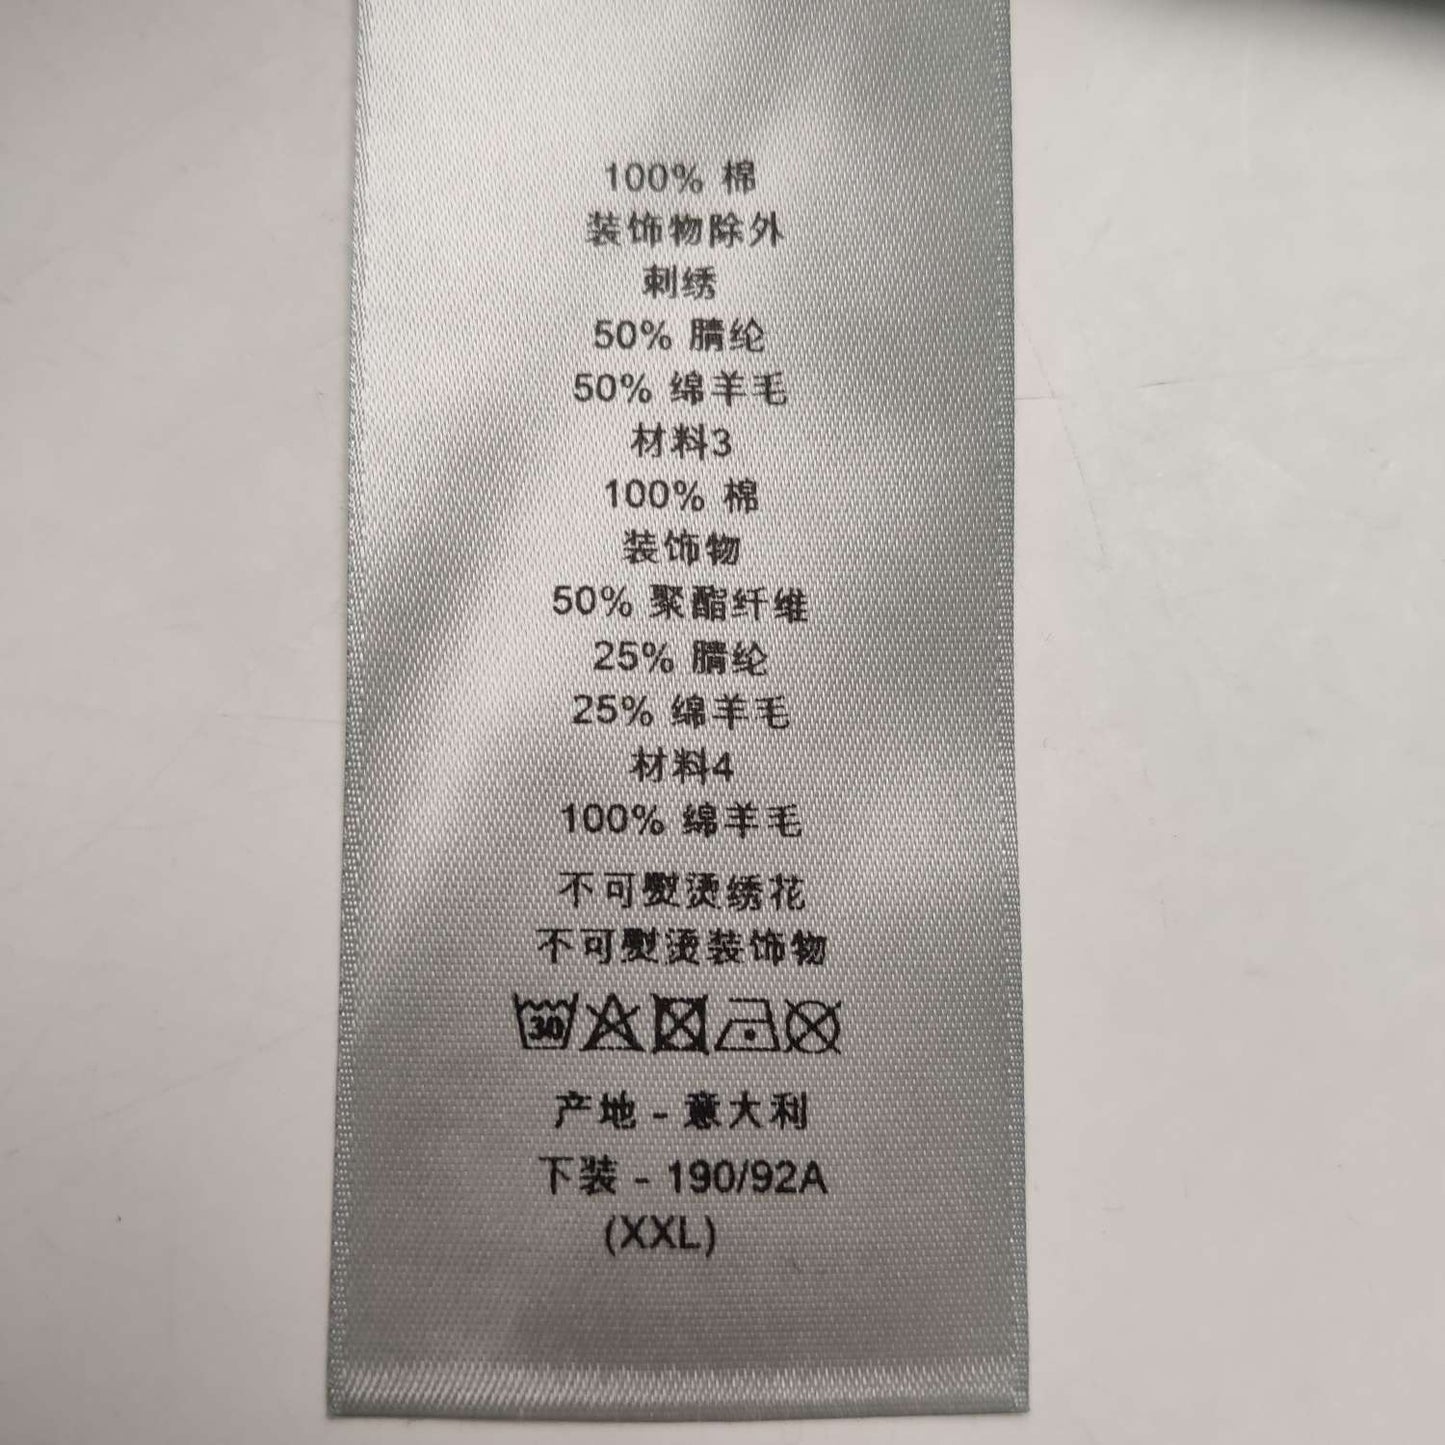 100% 棉
装饰物除外
刺绣
50% 腈纶
50% 绵羊毛
材料3
100% 棉
装饰物
50% 聚酯纤维
25% 腈纶
25% 绵羊毛
材料4
100% 绵羊毛
不可熨烫绣花
不可熨烫装饰物
30
产地 - 意大利
下装 - 190/92A
(XXL)